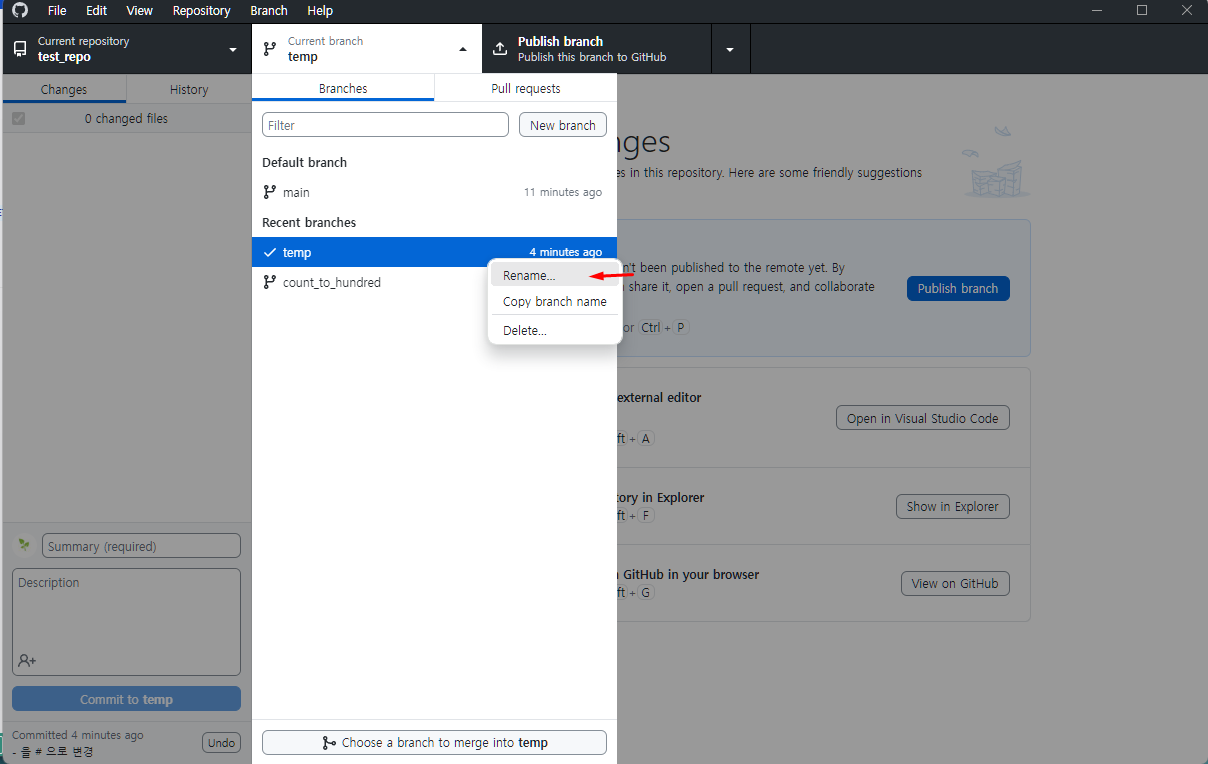 File Edit View Repository Branch Help
Current repository
test_repo
Current branch
temp
Publish branch
Publish this branch to GitHub
Changes History
0 changed files
Branches Pull requests
Filter
New branch
Default branch
main 11 minutes ago
Recent branches
temp 4 minutes ago
count_to_hundred
Rename...
Copy branch name
Delete...
nges
es in this repository. Here are some friendly suggestions
n't been published to the remote yet. By
share it, open a pull request, and collaborate
Publish branch
or Ctrl + P
external editor
Open in Visual Studio Code
ft + A
tory in Explorer
Show in Explorer
ft + F
GitHub in your browser
View on GitHub
ft + G
Summary (required)
Description
Commit to temp
Committed 4 minutes ago
- 을 # 으로 변경
Undo
Choose a branch to merge into temp